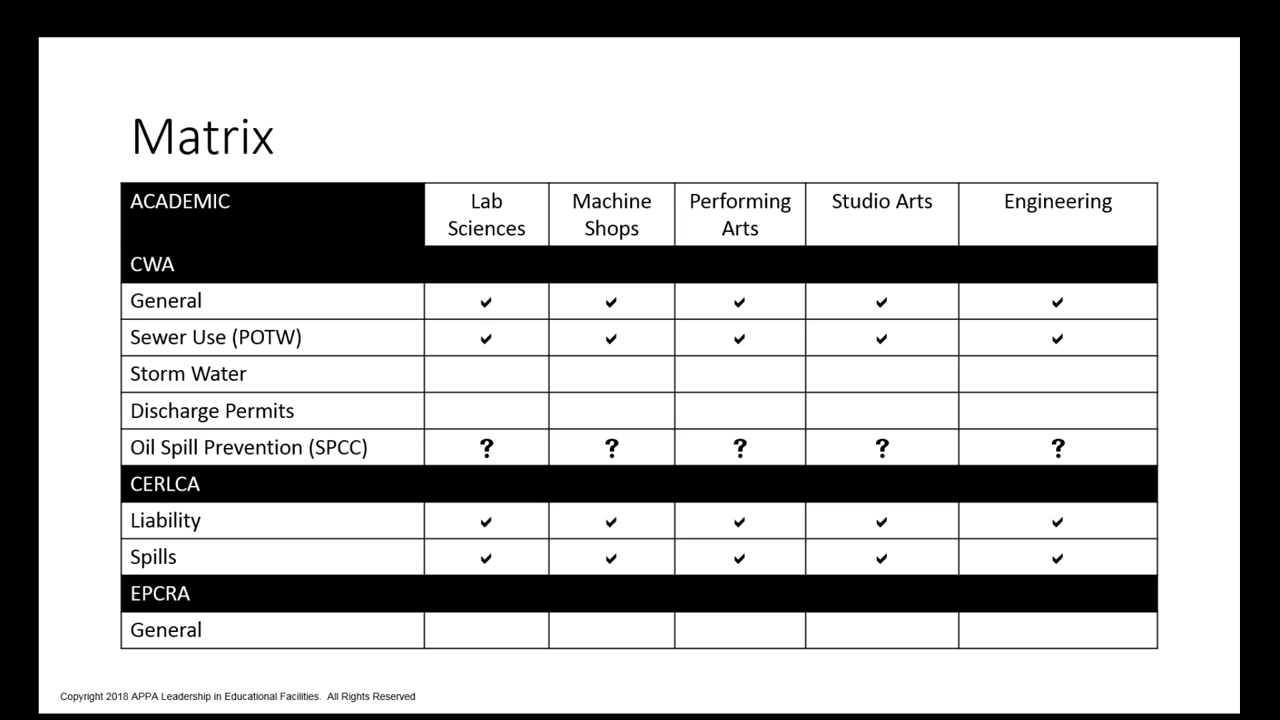 Matrix
ACADEMIC Lab Sciences Machine Shops Performing Arts Studio Arts Engineering
CWA
General ✔ ✔ ✔ ✔ ✔
Sewer Use (POTW) ✔ ✔ ✔ ✔ ✔
Storm Water
Discharge Permits
Oil Spill Prevention (SPCC) ? ? ? ? ?
CERLCA
Liability ✔ ✔ ✔ ✔ ✔
Spills ✔ ✔ ✔ ✔ ✔
EPCRA
General
Copyright 2018 APPA Leadership in Educational Facilities. All Rights Reserved